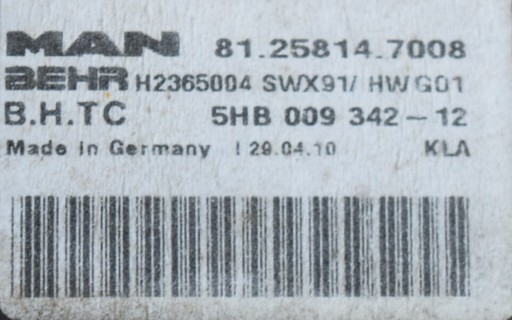 MAN 81.25814.7008
BEHR H2365004 SWX91/ HWG01
B.H.TC 5HB 009 342-12
Made in Germany ! 29.04.10 KLA